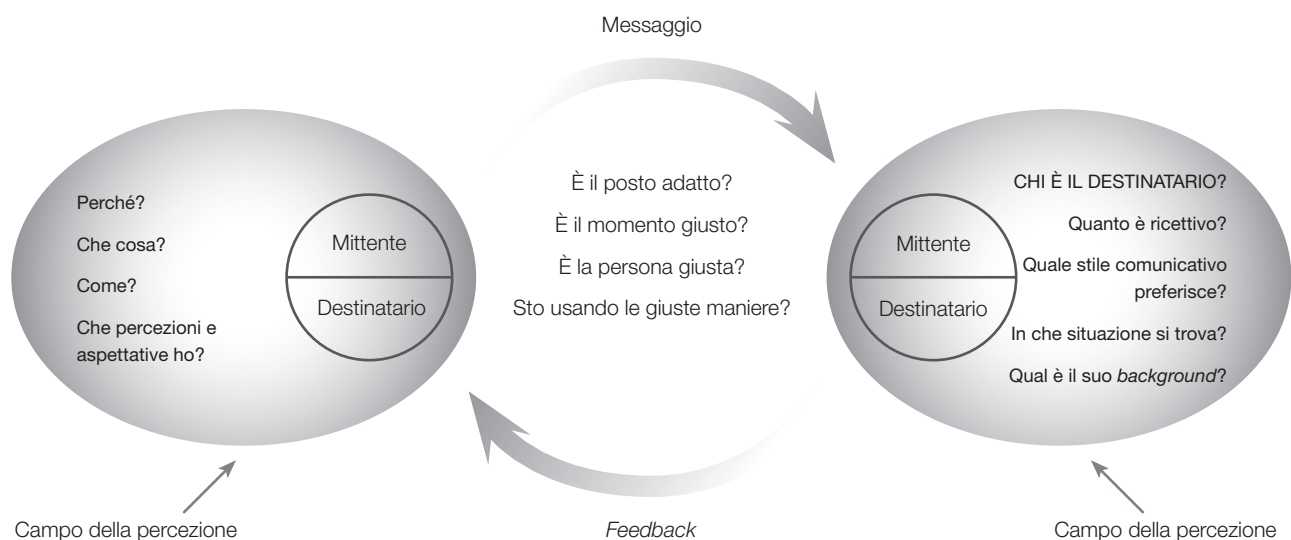 Messaggio
Perché?
Che cosa?
Come?
Che percezioni e
aspettative ho?
Mittente
Destinatario
È il posto adatto?
È il momento giusto?
È la persona giusta?
Sto usando le giuste maniere?
Mittente
Destinatario
CHI È IL DESTINATARIO?
Quanto è ricettivo?
Quale stile comunicativo
preferisce?
In che situazione si trova?
Qual è il suo background?
Campo della percezione
Feedback
Campo della percezione